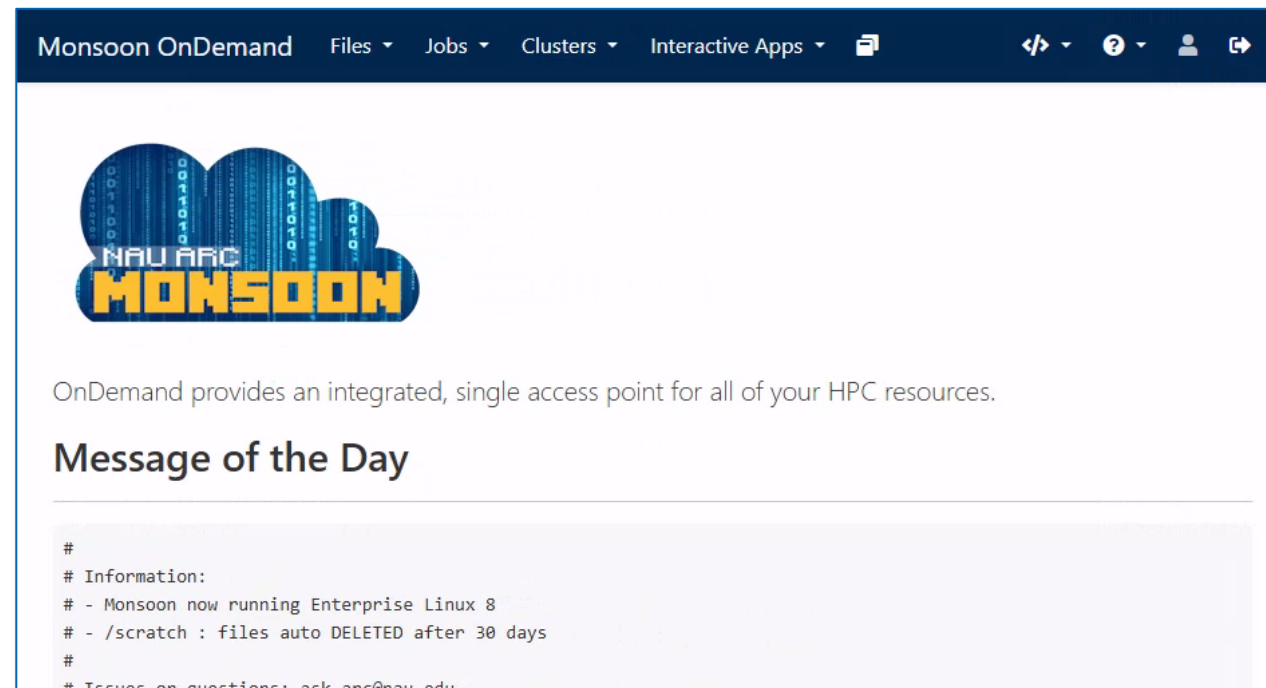 Monsoon OnDemand Files Jobs Clusters Interactive Apps
NAU ARC
MONSOON
OnDemand provides an integrated, single access point for all of your HPC resources.
Message of the Day
#
# Information:
# - Monsoon now running Enterprise Linux 8
# - /scratch : files auto DELETED after 30 days
#